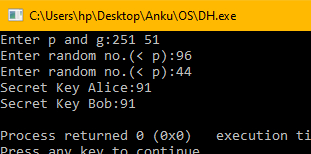 C:\Users\hp\Desktop\Anku\OS\DH.exe
Enter p and g:251 51
Enter random no.(< p):96
Enter random no.(< p):44
Secret Key Alice:91
Secret Key Bob:91
Process returned 0 (0x0) execution ti
Press any key to continue